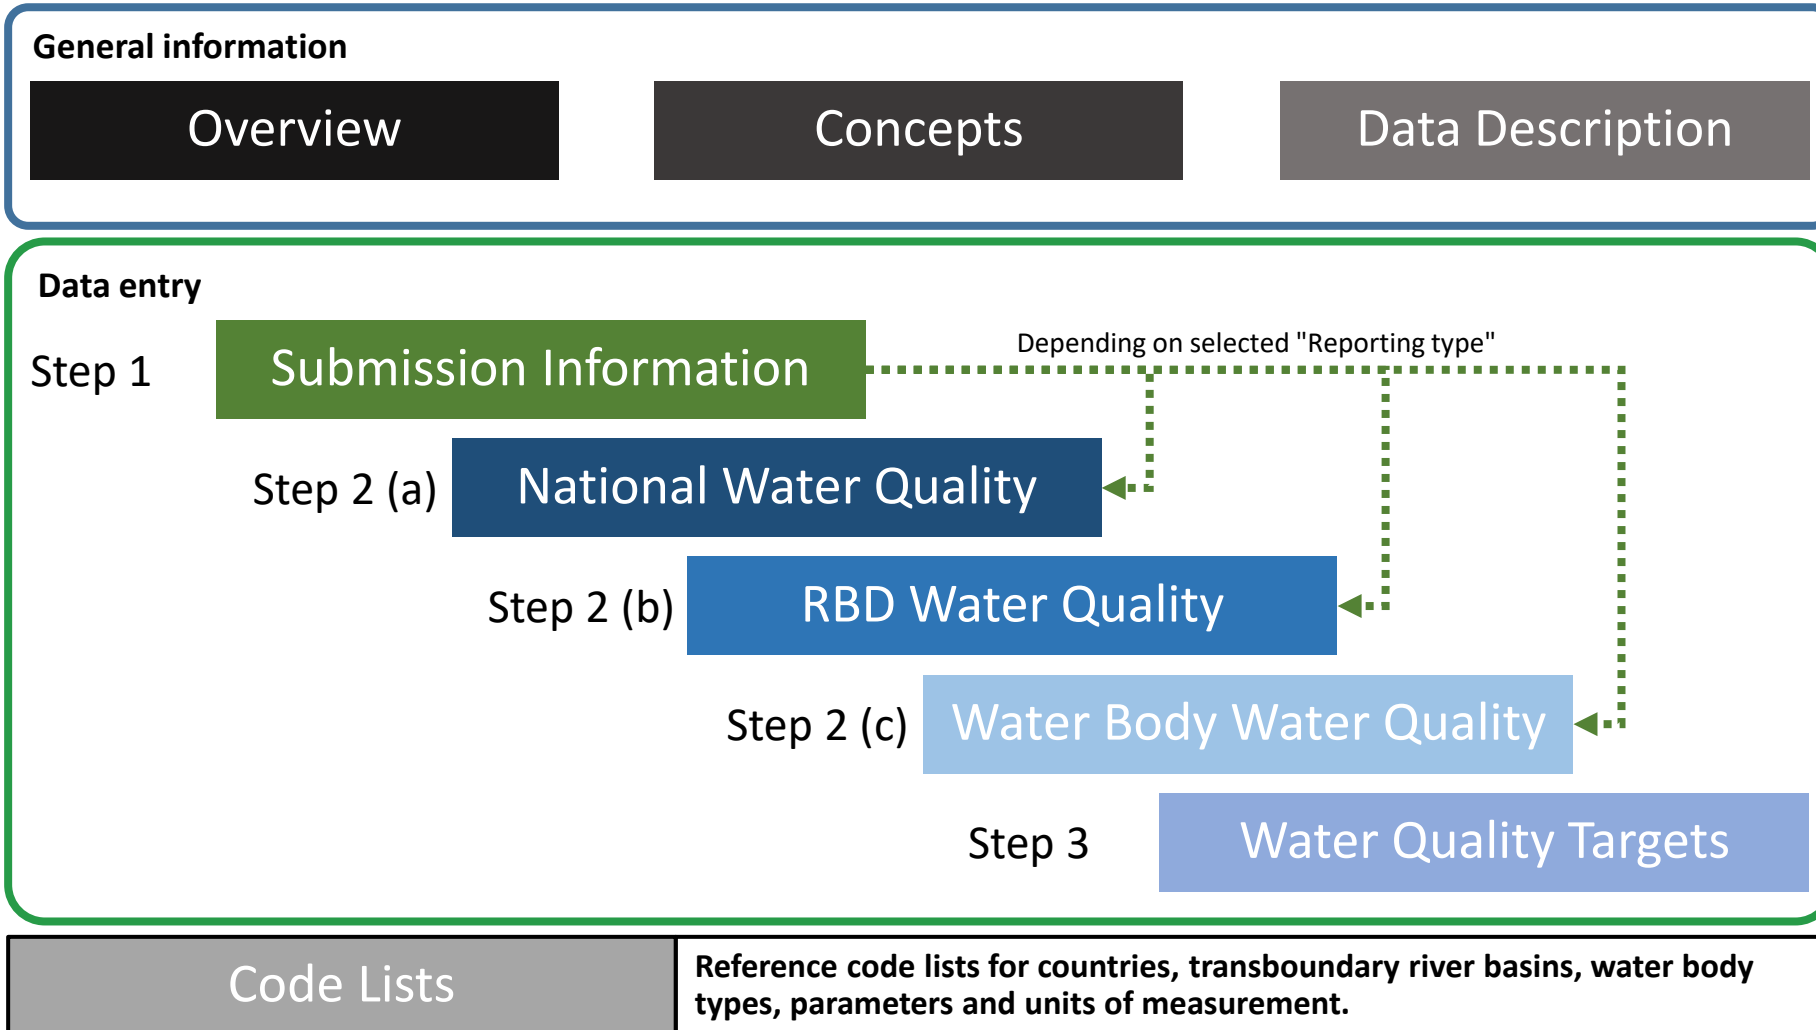 General information
Overview
Concepts
Data Description
Data entry
Step 1
Submission Information
Depending on selected "Reporting type"
Step 2 (a)
National Water Quality
Step 2 (b)
RBD Water Quality
Step 2 (c)
Water Body Water Quality
Step 3
Water Quality Targets
Code Lists
Reference code lists for countries, transboundary river basins, water body
types, parameters and units of measurement.